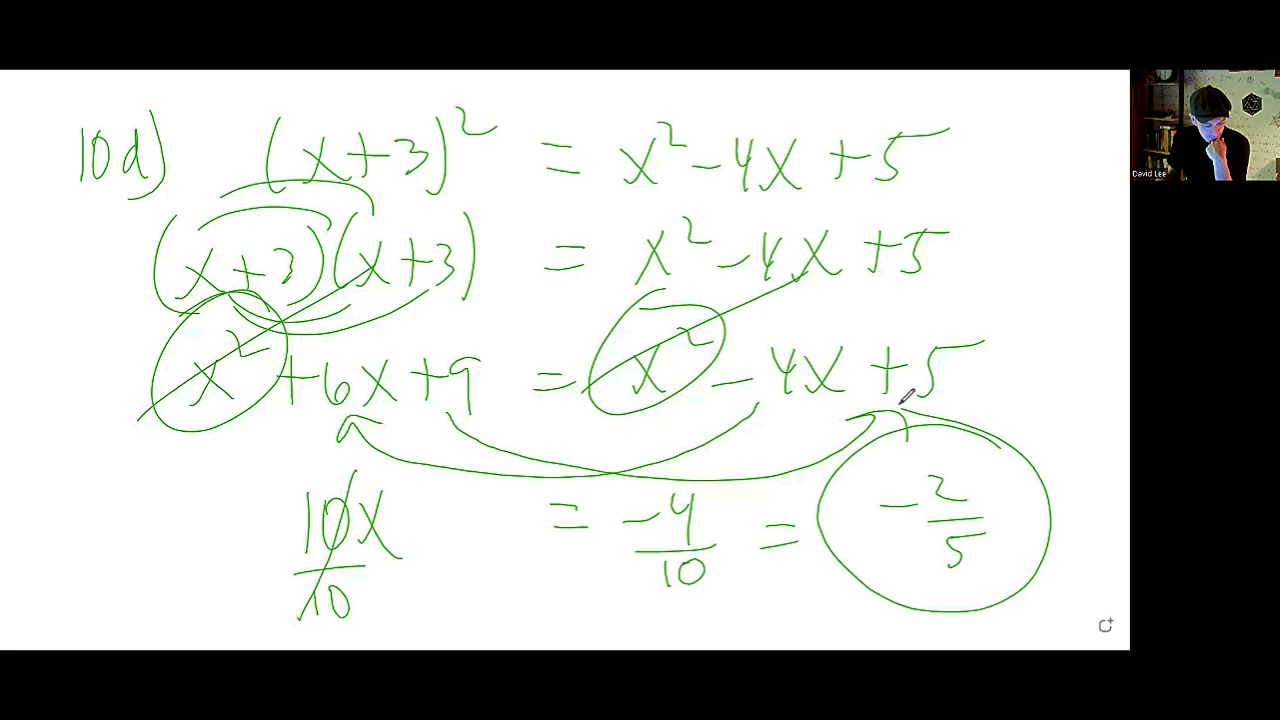 10d) (x+3)² = x²-4x+5
(x+3)(x+3) = x²-4x+5
x²+6x+9 = x²-4x+5
10x/10 = -4/10 = -2/5
David Lee